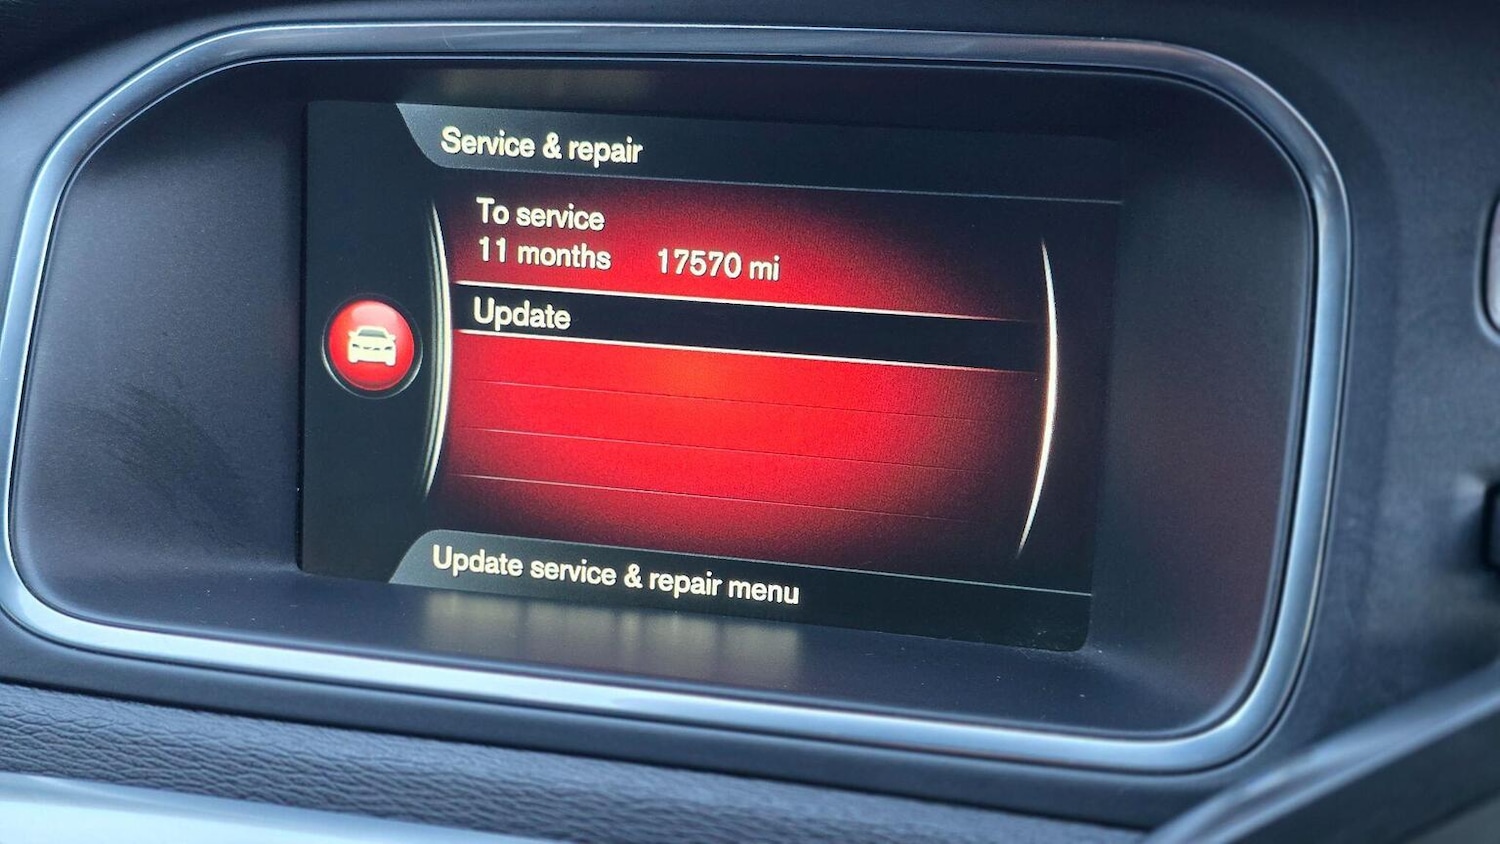 Service & repair
To service
11 months 17570 mi
Update
Update service & repair menu